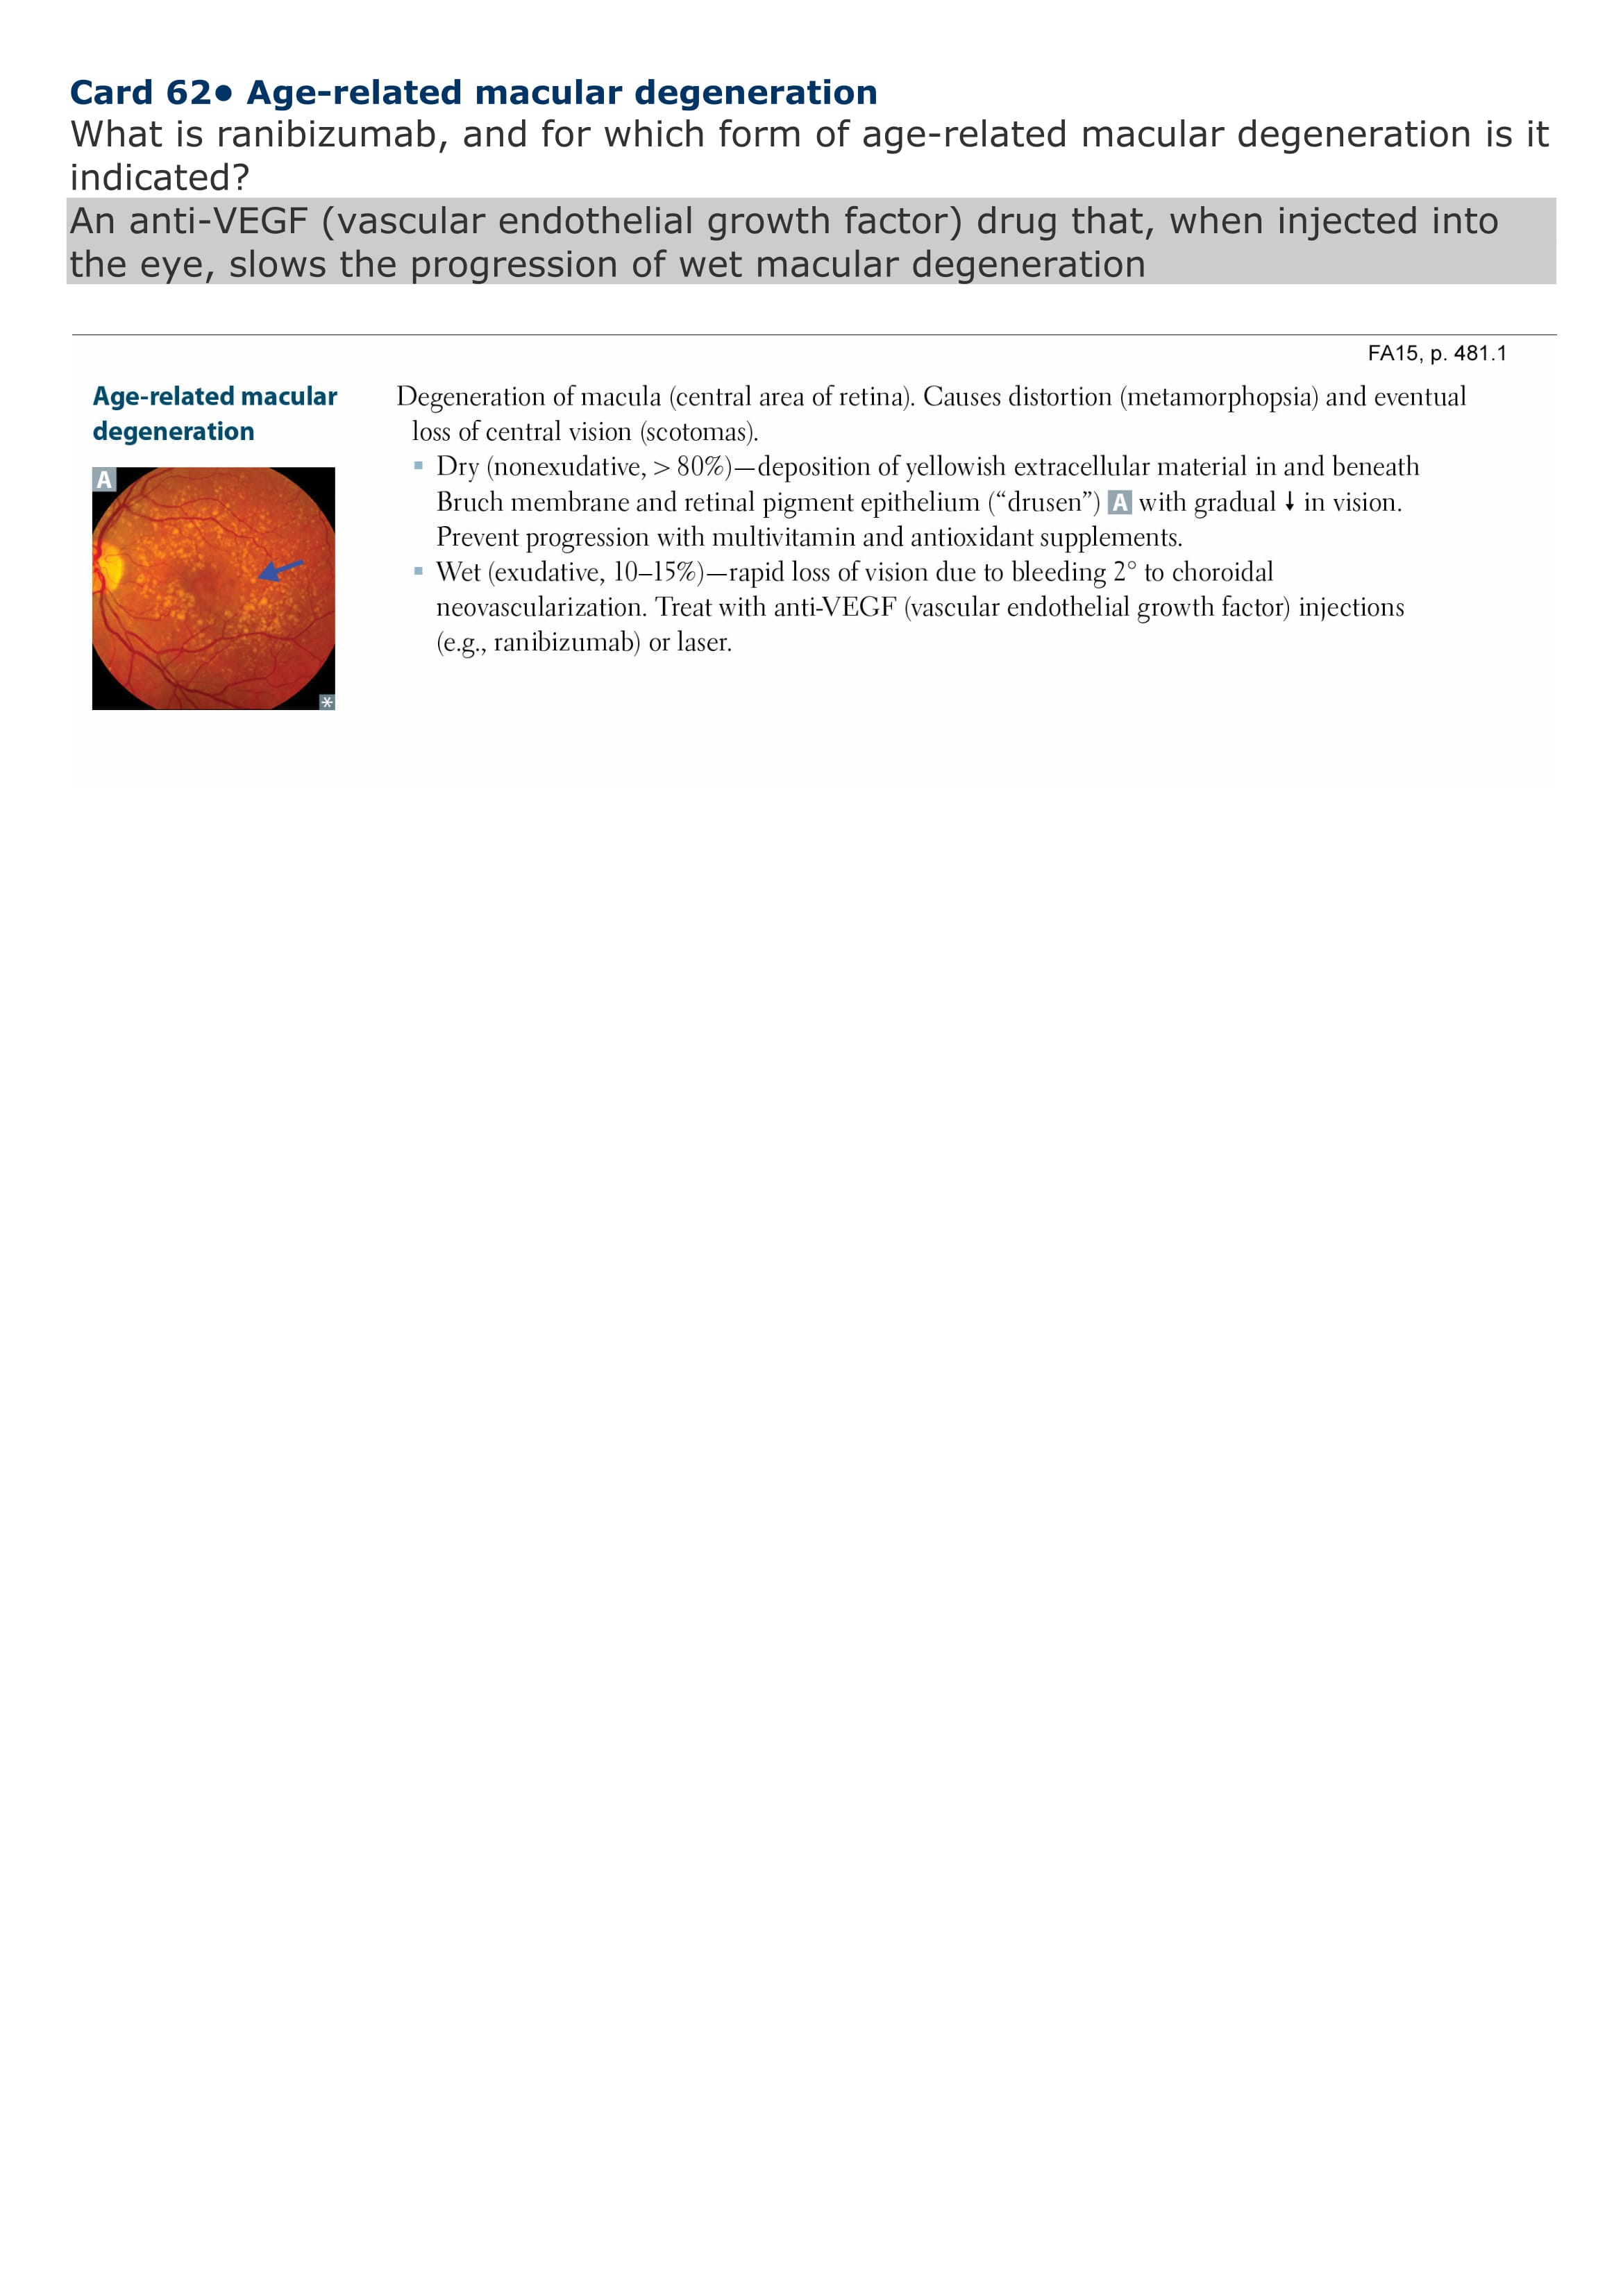 Card 62● Age-related macular degeneration
What is ranibizumab, and for which form of age-related macular degeneration is it
indicated?
An anti-VEGF (vascular endothelial growth factor) drug that, when injected into
the eye, slows the progression of wet macular degeneration
FA15, p. 481.1
Age-related macular
degeneration
A
*
Degeneration of macula (central area of retina). Causes distortion (metamorphopsia) and eventual
loss of central vision (scotomas).
▪ Dry (nonexudative, > 80%)—deposition of yellowish extracellular material in and beneath
Bruch membrane and retinal pigment epithelium (“drusen”) A with gradual ↓ in vision.
Prevent progression with multivitamin and antioxidant supplements.
▪ Wet (exudative, 10–15%)—rapid loss of vision due to bleeding 2° to choroidal
neovascularization. Treat with anti-VEGF (vascular endothelial growth factor) injections
(e.g., ranibizumab) or laser.